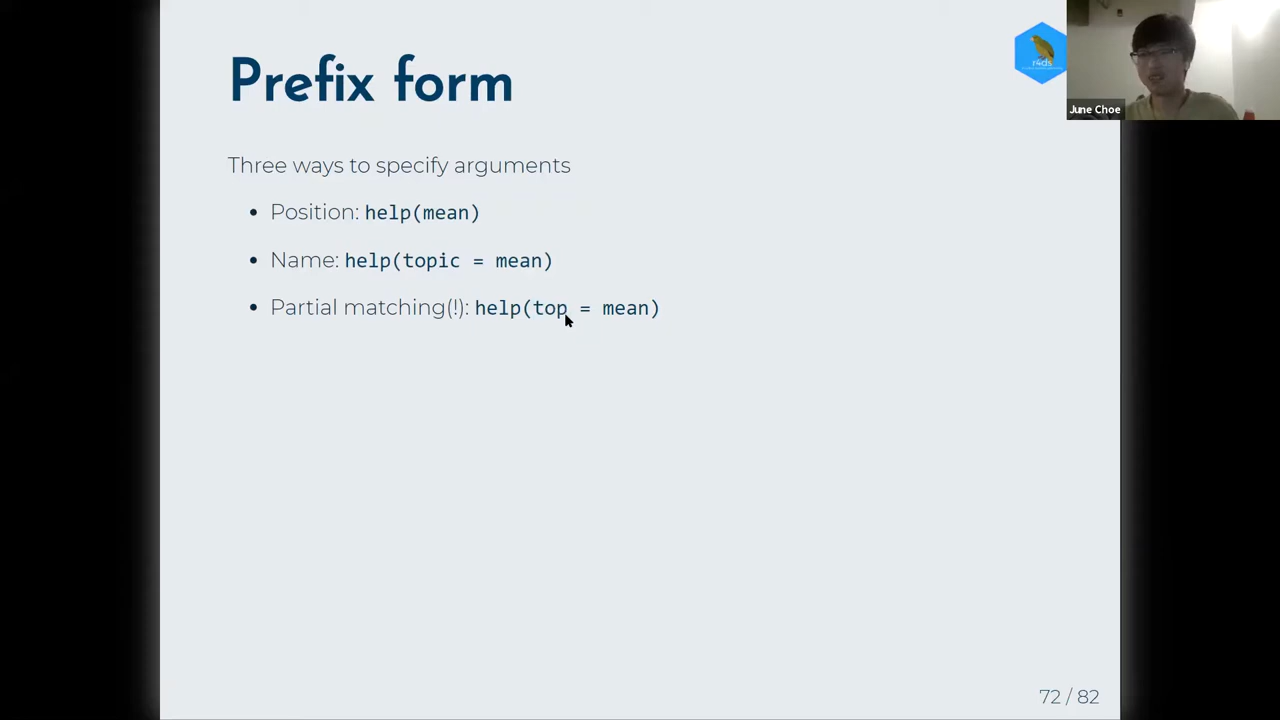 Prefix form
r4ds
June Choe
Three ways to specify arguments
• Position: help(mean)
• Name: help(topic = mean)
• Partial matching(!): help(top = mean)
72 / 82